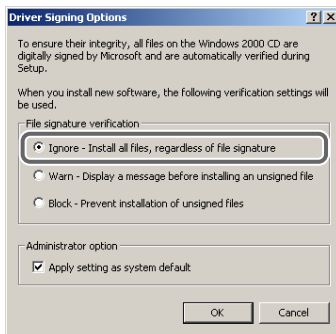 Driver Signing Options
To ensure their integrity, all files on the Windows 2000 CD are
digitally signed by Microsoft and are automatically verified during
Setup.
When you install new software, the following verification settings will
be used.
File signature verification
Ignore - Install all files, regardless of file signature
Warn - Display a message before installing an unsigned file
Block - Prevent installation of unsigned files
Administrator option
Apply setting as system default
OK Cancel